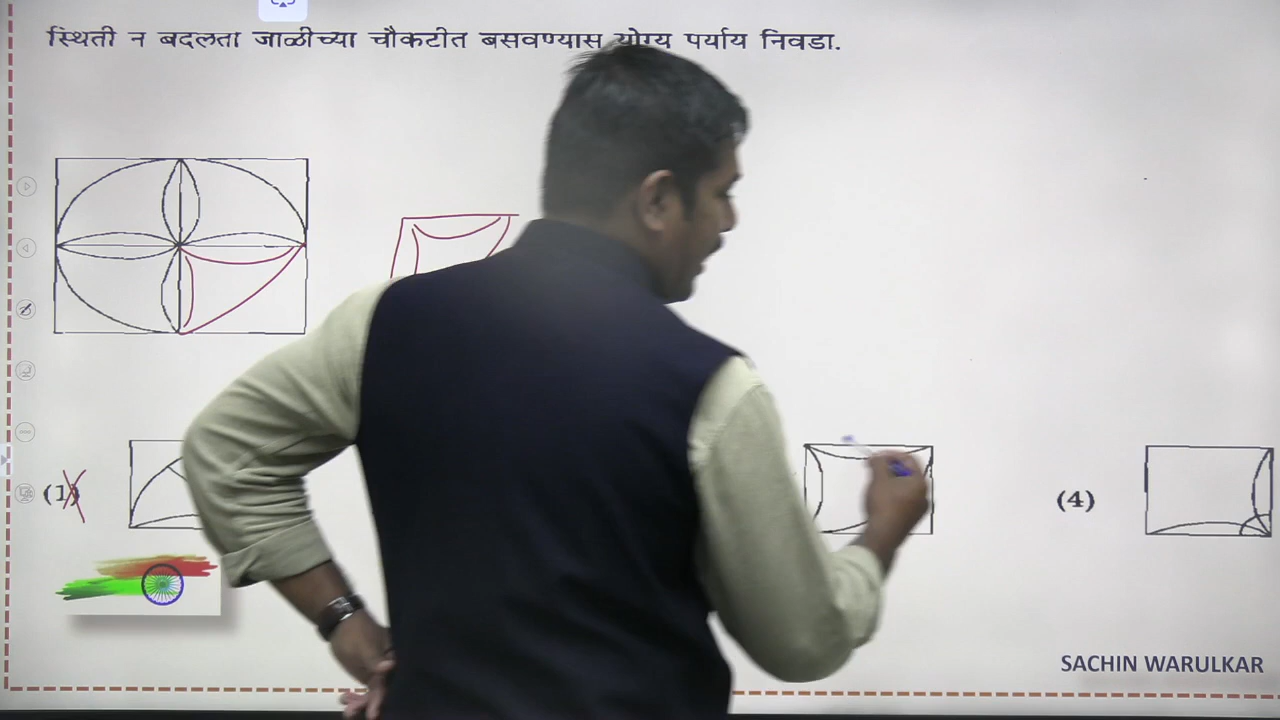 स्थिती न बदलता जाळीच्या चौकटीत बसवण्यास योग्य पर्याय निवडा.
(1)
(4)
SACHIN WARULKAR